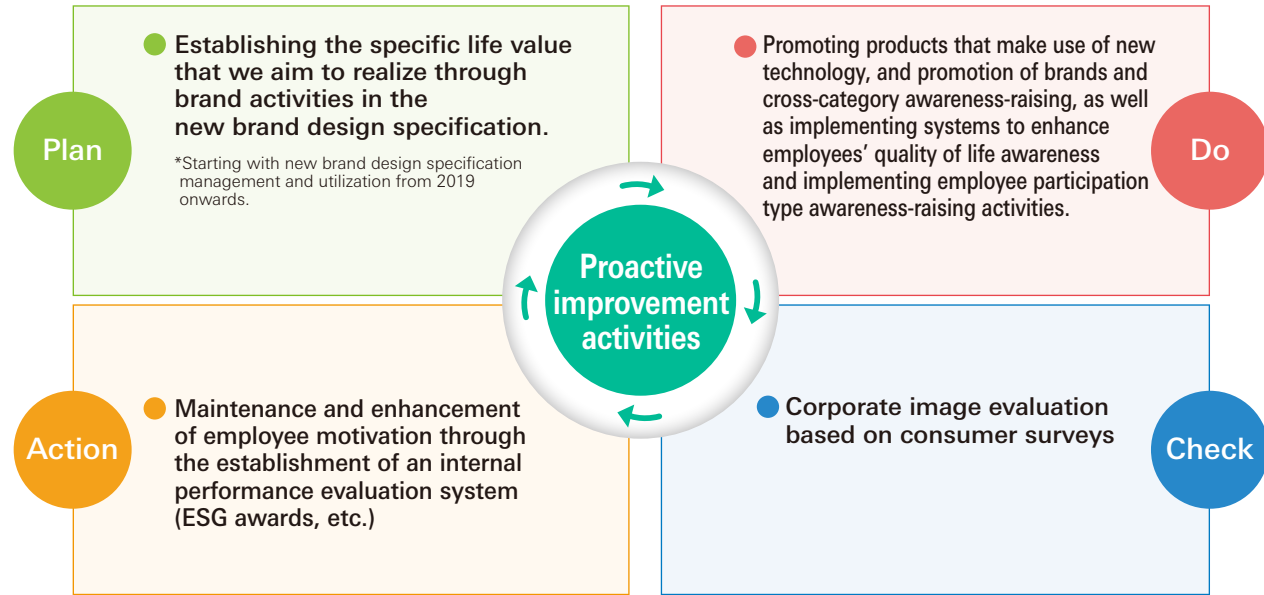 Plan
Establishing the specific life value
that we aim to realize through
brand activities in the
new brand design specification.
*Starting with new brand design specification
management and utilization from 2019
onwards.
Do
Promoting products that make use of new
technology, and promotion of brands and
cross-category awareness-raising, as well
as implementing systems to enhance
employees’ quality of life awareness
and implementing employee participation
type awareness-raising activities.
Proactive
improvement
activities
Action
Maintenance and enhancement
of employee motivation through
the establishment of an internal
performance evaluation system
(ESG awards, etc.)
Check
Corporate image evaluation
based on consumer surveys